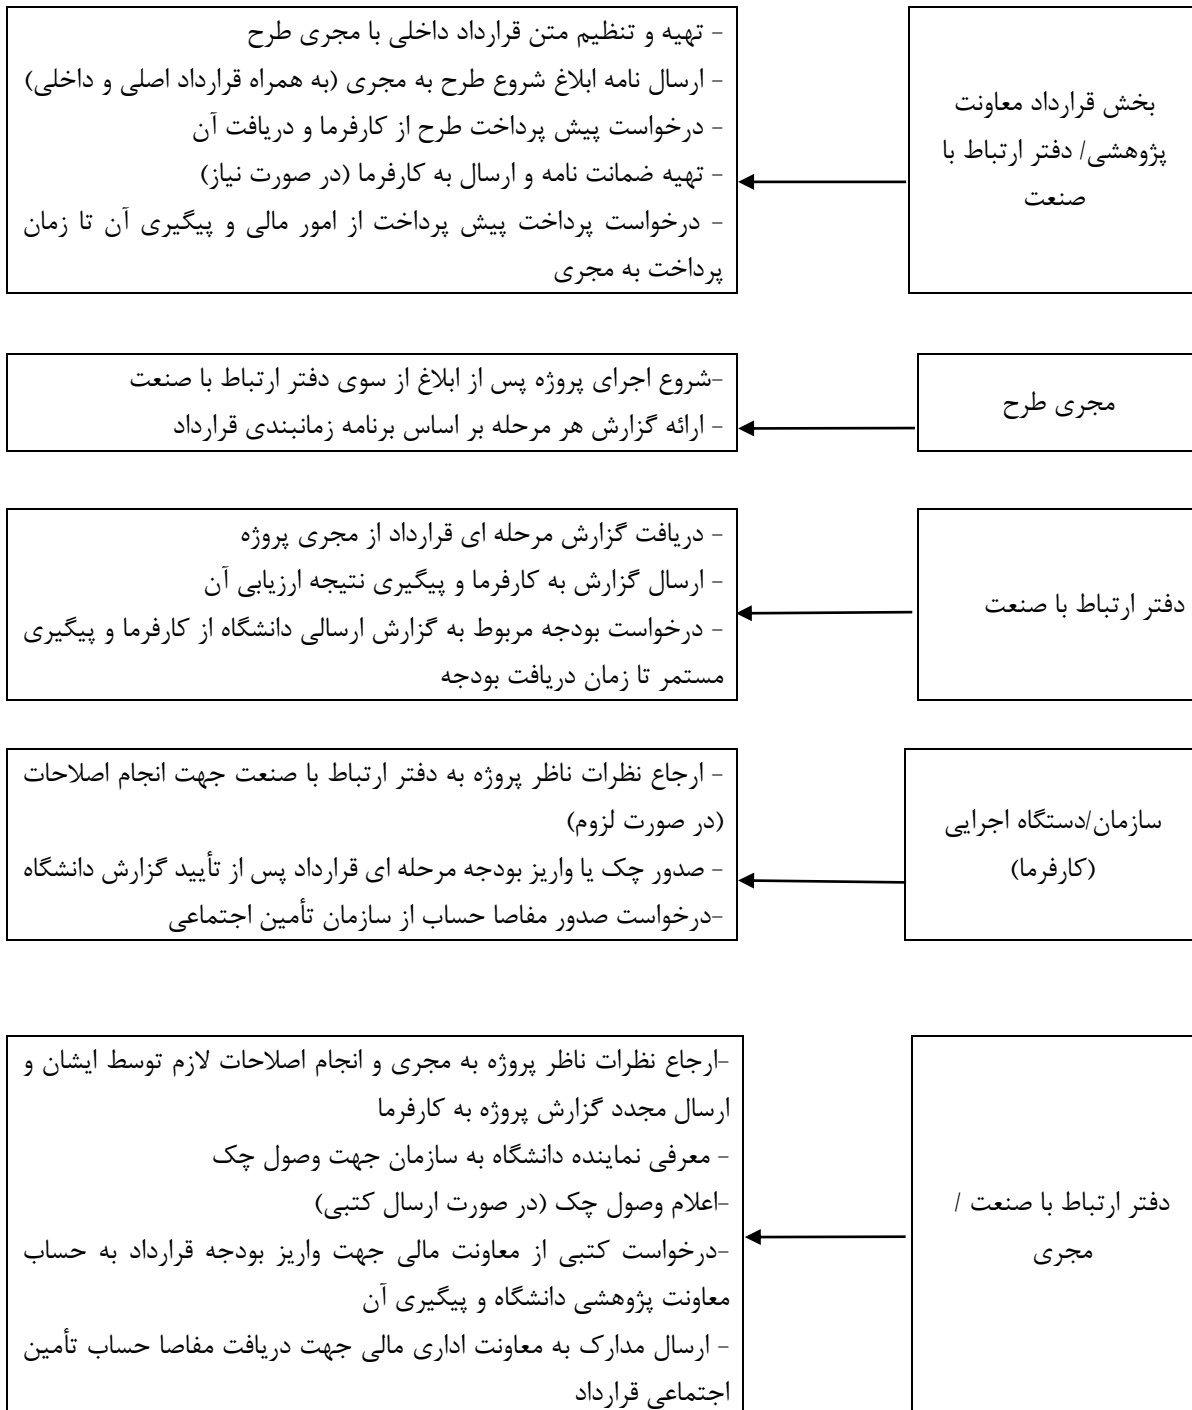 بخش قرارداد معاونت
پژوهشی/ دفتر ارتباط با
صنعت
- تهیه و تنظیم متن قرارداد داخلی با مجری طرح
- ارسال نامه ابلاغ شروع طرح به مجری (به همراه قرارداد اصلی و داخلی)
- درخواست پیش پرداخت طرح از کارفرما و دریافت آن
- تهیه ضمانت نامه و ارسال به کارفرما (در صورت نیاز)
- درخواست پرداخت پیش پرداخت از امور مالی و پیگیری آن تا زمان
پرداخت به مجری
مجری طرح
-شروع اجرای پروژه پس از ابلاغ از سوی دفتر ارتباط با صنعت
- ارائه گزارش هر مرحله بر اساس برنامه زمانبندی قرارداد
دفتر ارتباط با صنعت
- دریافت گزارش مرحله ای قرارداد از مجری پروژه
- ارسال گزارش به کارفرما و پیگیری نتیجه ارزیابی آن
- درخواست بودجه مربوط به گزارش ارسالی دانشگاه از کارفرما و پیگیری
مستمر تا زمان دریافت بودجه
سازمان/دستگاه اجرایی
(کارفرما)
- ارجاع نظرات ناظر پروژه به دفتر ارتباط با صنعت جهت انجام اصلاحات
(در صورت لزوم)
- صدور چک یا واریز بودجه مرحله ای قرارداد پس از تأیید گزارش دانشگاه
-درخواست صدور مفاصا حساب از سازمان تأمین اجتماعی
دفتر ارتباط با صنعت /
مجری
-ارجاع نظرات ناظر پروژه به مجری و انجام اصلاحات لازم توسط ایشان و
ارسال مجدد گزارش پروژه به کارفرما
- معرفی نماینده دانشگاه به سازمان جهت وصول چک
-اعلام وصول چک (در صورت ارسال کتبی)
-درخواست کتبی از معاونت مالی جهت واریز بودجه قرارداد به حساب
معاونت پژوهشی دانشگاه و پیگیری آن
- ارسال مدارک به معاونت اداری مالی جهت دریافت مفاصا حساب تأمین
اجتماعی قرارداد